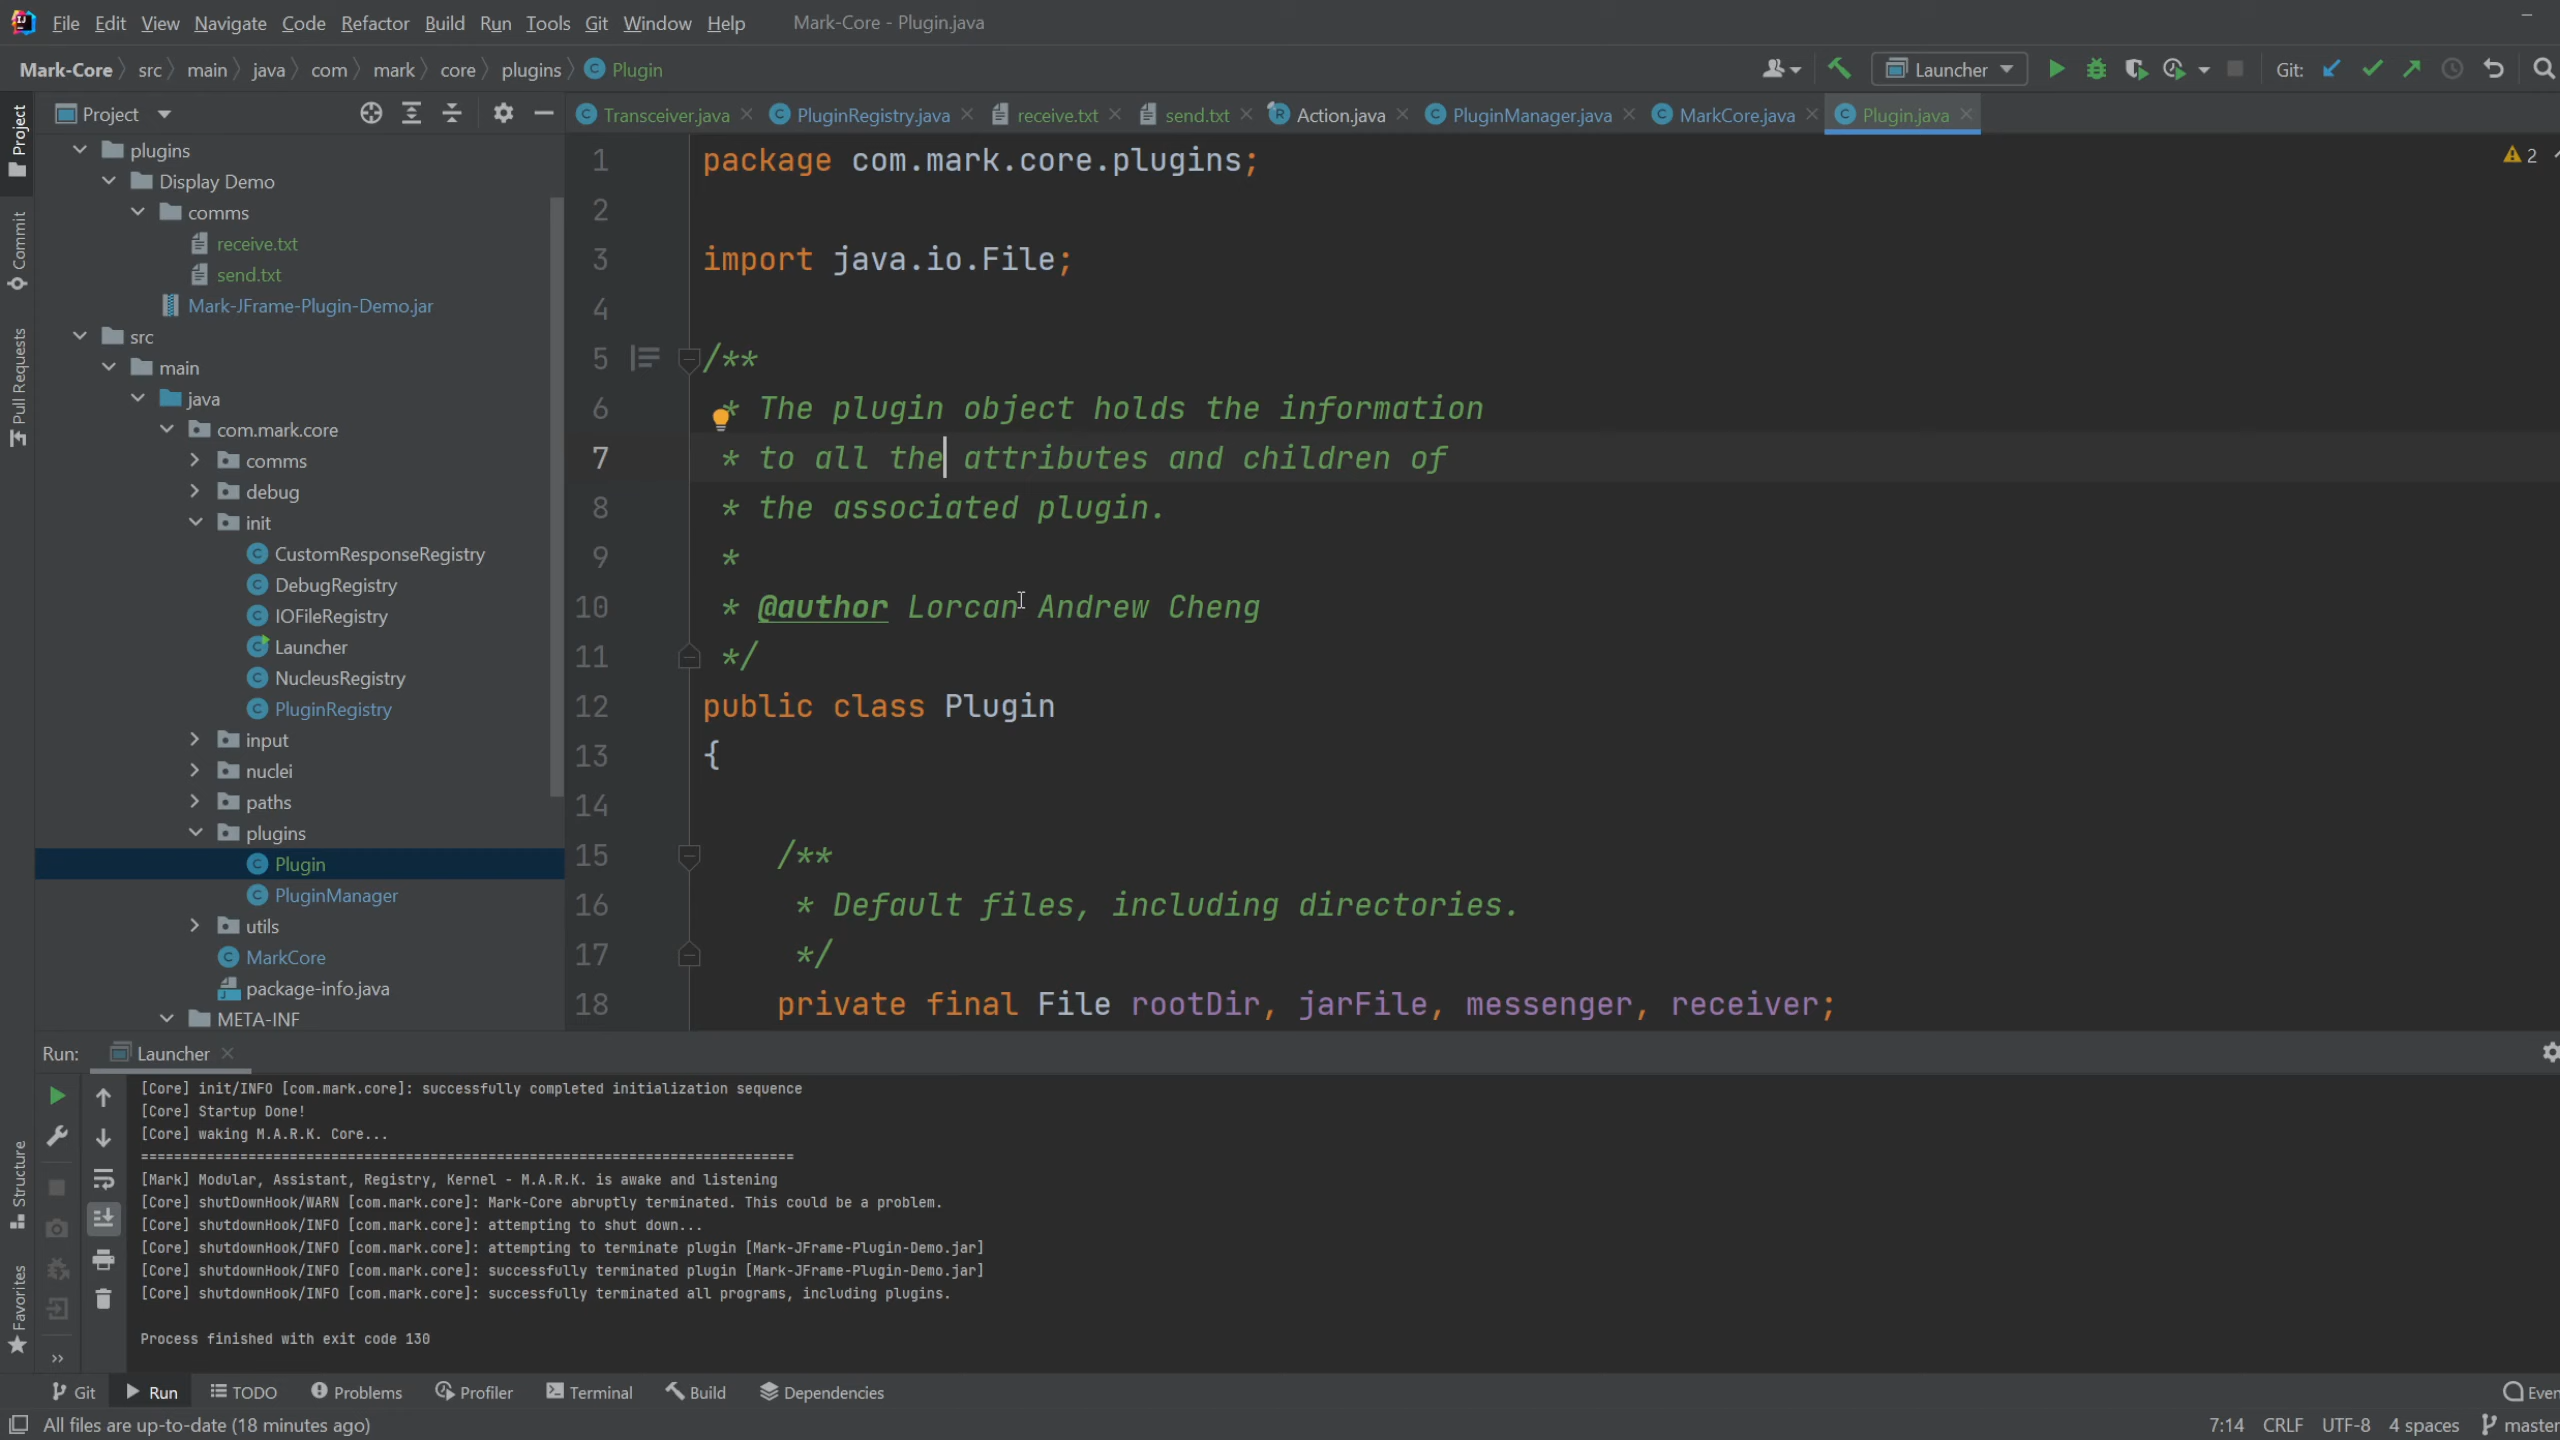 File Edit View Navigate Code Refactor Build Run Tools Git Window Help Mark-Core - Plugin.java
Mark-Core src main java com mark core plugins Plugin Launcher Git:
Project Transceiver.java PluginRegistry.java receive.txt send.txt Action.java PluginManager.java MarkCore.java Plugin.java
Project
Commit
Pull Requests
Structure
Favorites
plugins
Display Demo
comms
receive.txt
send.txt
Mark-JFrame-Plugin-Demo.jar
src
main
java
com.mark.core
comms
debug
init
CustomResponseRegistry
DebugRegistry
IOFileRegistry
Launcher
NucleusRegistry
PluginRegistry
input
nuclei
paths
plugins
Plugin
PluginManager
utils
MarkCore
package-info.java
META-INF
1 package com.mark.core.plugins;
2
3 import java.io.File;
4
5 /**
6 * The plugin object holds the information
7 * to all the attributes and children of
8 * the associated plugin.
9 *
10 * @author Lorcan Andrew Cheng
11 */
12 public class Plugin
13 {
14
15 /**
16 * Default files, including directories.
17 */
18 private final File rootDir, jarFile, messenger, receiver;
2
Run: Launcher
[Core] init/INFO [com.mark.core]: successfully completed initialization sequence
[Core] Startup Done!
[Core] waking M.A.R.K. Core...
===============================================================================
[Mark] Modular, Assistant, Registry, Kernel - M.A.R.K. is awake and listening
[Core] shutDownHook/WARN [com.mark.core]: Mark-Core abruptly terminated. This could be a problem.
[Core] shutdownHook/INFO [com.mark.core]: attempting to shut down...
[Core] shutdownHook/INFO [com.mark.core]: attempting to terminate plugin [Mark-JFrame-Plugin-Demo.jar]
[Core] shutdownHook/INFO [com.mark.core]: successfully terminated plugin [Mark-JFrame-Plugin-Demo.jar]
[Core] shutdownHook/INFO [com.mark.core]: successfully terminated all programs, including plugins.
Process finished with exit code 130
Git Run TODO Problems Profiler Terminal Build Dependencies Even
All files are up-to-date (18 minutes ago) 7:14 CRLF UTF-8 4 spaces master